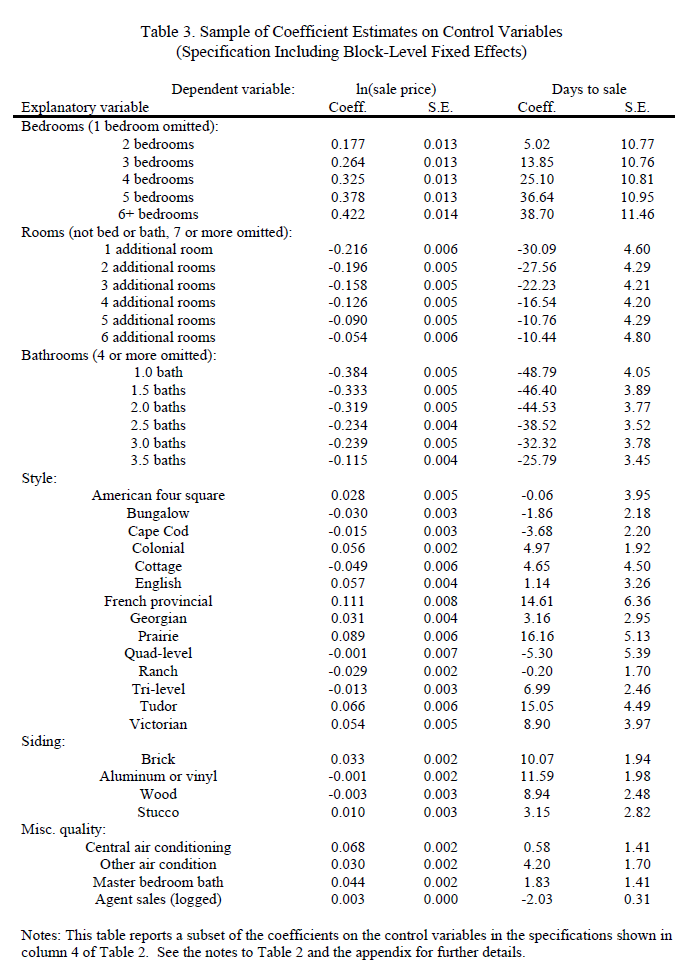 Table 3. Sample of Coefficient Estimates on Control Variables
(Specification Including Block-Level Fixed Effects)
Dependent variable: ln(sale price) Days to sale
Explanatory variable Coeff. S.E. Coeff. S.E.
Bedrooms (1 bedroom omitted):
2 bedrooms 0.177 0.013 5.02 10.77
3 bedrooms 0.264 0.013 13.85 10.76
4 bedrooms 0.325 0.013 25.10 10.81
5 bedrooms 0.378 0.013 36.64 10.95
6+ bedrooms 0.422 0.014 38.70 11.46
Rooms (not bed or bath, 7 or more omitted):
1 additional room -0.216 0.006 -30.09 4.60
2 additional rooms -0.196 0.005 -27.56 4.29
3 additional rooms -0.158 0.005 -22.23 4.21
4 additional rooms -0.126 0.005 -16.54 4.20
5 additional rooms -0.090 0.005 -10.76 4.29
6 additional rooms -0.054 0.006 -10.44 4.80
Bathrooms (4 or more omitted):
1.0 bath -0.384 0.005 -48.79 4.05
1.5 baths -0.333 0.005 -46.40 3.89
2.0 baths -0.319 0.005 -44.53 3.77
2.5 baths -0.234 0.004 -38.52 3.52
3.0 baths -0.239 0.005 -32.32 3.78
3.5 baths -0.115 0.004 -25.79 3.45
Style:
American four square 0.028 0.005 -0.06 3.95
Bungalow -0.030 0.003 -1.86 2.18
Cape Cod -0.015 0.003 -3.68 2.20
Colonial 0.056 0.002 4.97 1.92
Cottage -0.049 0.006 4.65 4.50
English 0.057 0.004 1.14 3.26
French provincial 0.111 0.008 14.61 6.36
Georgian 0.031 0.004 3.16 2.95
Prairie 0.089 0.006 16.16 5.13
Quad-level -0.001 0.007 -5.30 5.39
Ranch -0.029 0.002 -0.20 1.70
Tri-level -0.013 0.003 6.99 2.46
Tudor 0.066 0.006 15.05 4.49
Victorian 0.054 0.005 8.90 3.97
Siding:
Brick 0.033 0.002 10.07 1.94
Aluminum or vinyl -0.001 0.002 11.59 1.98
Wood -0.003 0.003 8.94 2.48
Stucco 0.010 0.003 3.15 2.82
Misc. quality:
Central air conditioning 0.068 0.002 0.58 1.41
Other air condition 0.030 0.002 4.20 1.70
Master bedroom bath 0.044 0.002 1.83 1.41
Agent sales (logged) 0.003 0.000 -2.03 0.31
Notes: This table reports a subset of the coefficients on the control variables in the specifications shown in
column 4 of Table 2. See the notes to Table 2 and the appendix for further details.